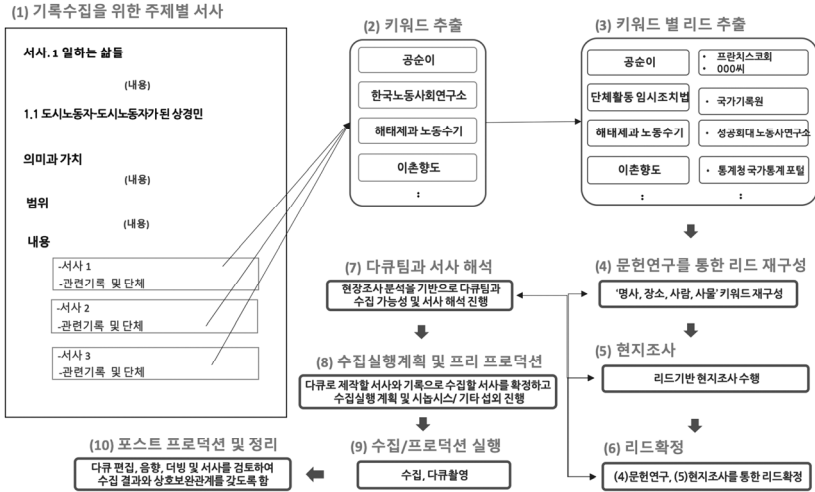 (1) 기록수집을 위한 주제별 서사
서사.1 일하는 삶들
(내용)
1.1 도시노동자-도시노동자가 된 상경민
의미과 가치
(내용)
범위
(내용)
내용
-서사 1
-관련기록 및 단체
-서사 2
-관련기록 및 단체
-서사 3
-관련기록 및 단체
(2) 키워드 추출
공순이
한국노동사회연구소
해태제과 노동수기
이촌향도
:
(3) 키워드 별 리드 추출
공순이
• 프란치스코회
• 000씨
단체활동 임시조치법
• 국가기록원
해태제과 노동수기
• 성공회대 노동사연구소
이촌향도
• 통계청 국가통계 포털
: :
(4) 문헌연구를 통한 리드 재구성
'명사, 장소, 사람, 사물' 키워드 재구성
(5) 현지조사
리드기반 현지조사 수행
(6) 리드확정
(4)문헌연구, (5)현지조사를 통한 리드확정
(7) 다큐팀과 서사 해석
현장조사 분석을 기반으로 다큐팀과
수집 가능성 및 서사 해석 진행
(8) 수집실행계획 및 프리 프로덕션
다큐로 제작할 서사와 기록으로 수집할 서사를 확정하고
수집실행 계획 및 시놉시스/ 기타 섭외 진행
(9) 수집/프로덕션 실행
수집, 다큐촬영
(10) 포스트 프로덕션 및 정리
다큐 편집, 음향, 더빙 및 서사를 검토하여
수집 결과와 상호보완관계를 갖도록 함